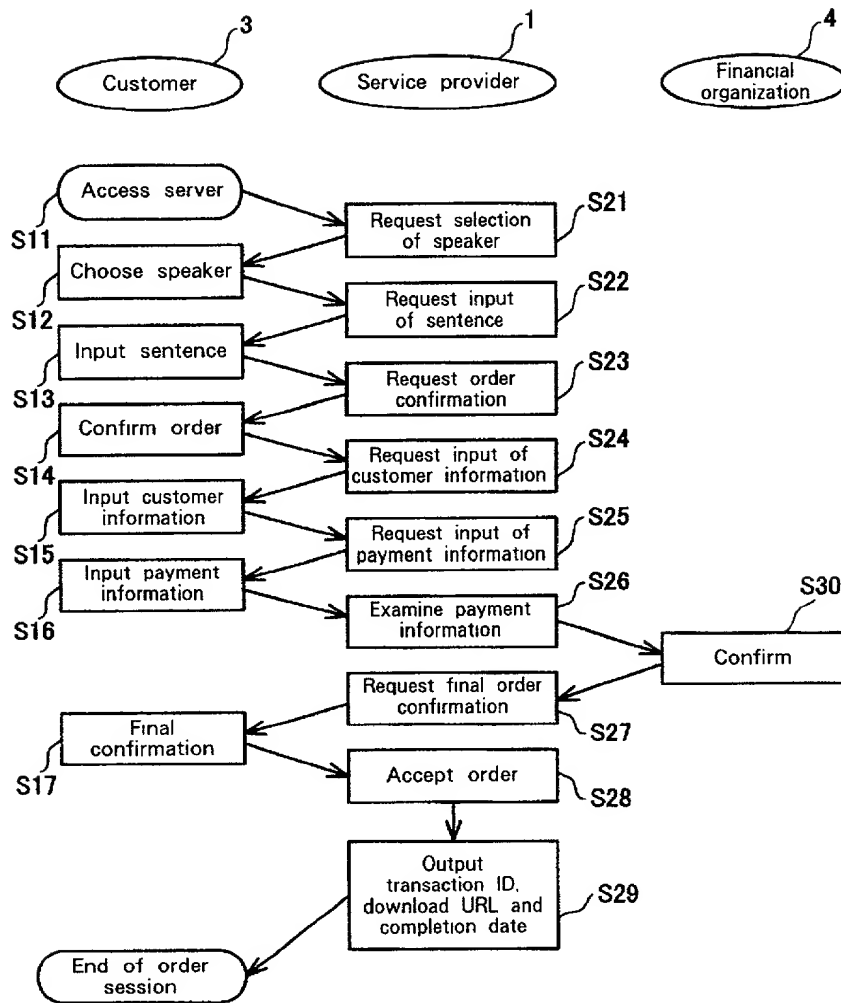 3
1
4
Customer
Service provider
Financial
organization
Access server
S11
Request selection
of speaker
S21
Choose speaker
S12
Request input
of sentence
S22
Input sentence
S13
Request order
confirmation
S23
Confirm order
S14
Request input of
customer information
S24
Input customer
information
S15
Request input of
payment information
S25
Input payment
information
S16
Examine payment
information
S26
Confirm
S30
Request final order
confirmation
S27
Final
confirmation
S17
Accept order
S28
Output
transaction ID,
download URL and
completion date
S29
End of order
session